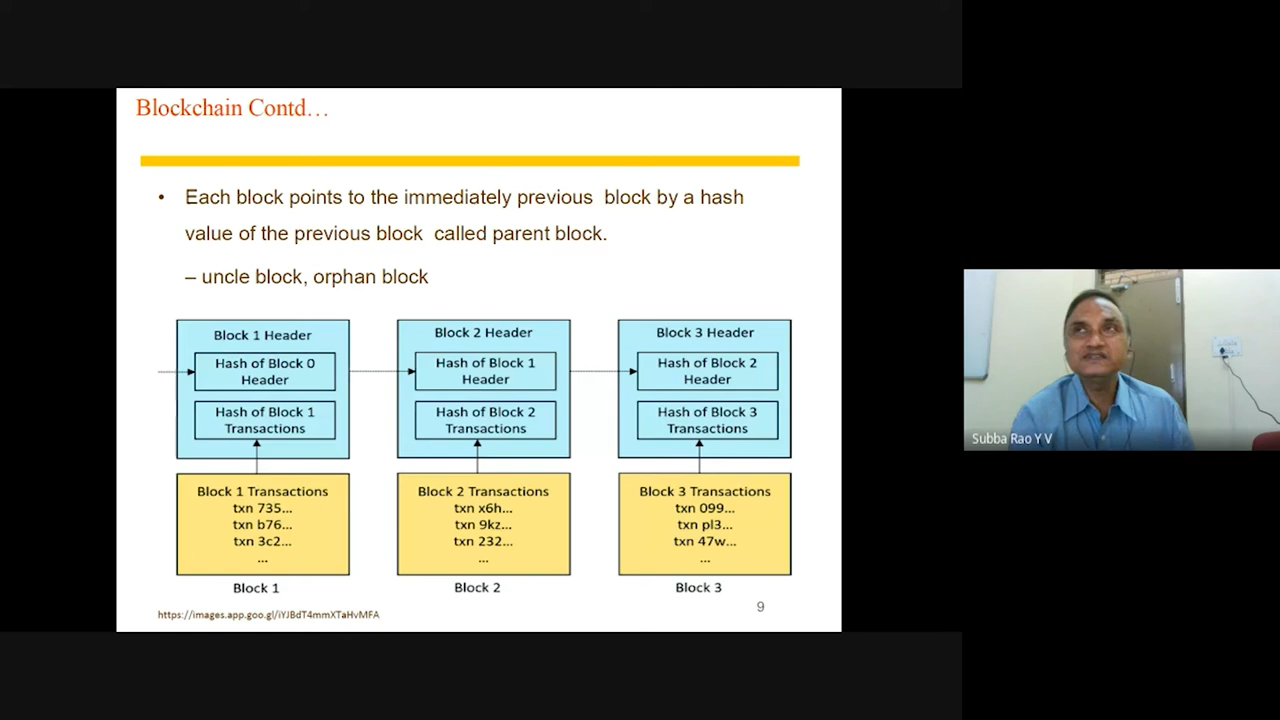 Blockchain Contd…
• Each block points to the immediately previous block by a hash
value of the previous block called parent block.
– uncle block, orphan block
Block 1 Header
Hash of Block 0
Header
Hash of Block 1
Transactions
Block 1 Transactions
txn 735...
txn b76...
txn 3c2...
...
Block 1
Block 2 Header
Hash of Block 1
Header
Hash of Block 2
Transactions
Block 2 Transactions
txn x6h...
txn 9kz...
txn 232...
...
Block 2
Block 3 Header
Hash of Block 2
Header
Hash of Block 3
Transactions
Block 3 Transactions
txn 099...
txn pl3...
txn 47w...
...
Block 3
https://images.app.goo.gl/iYJBdT4mmXTaHvMFA
9
Subba Rao Y V